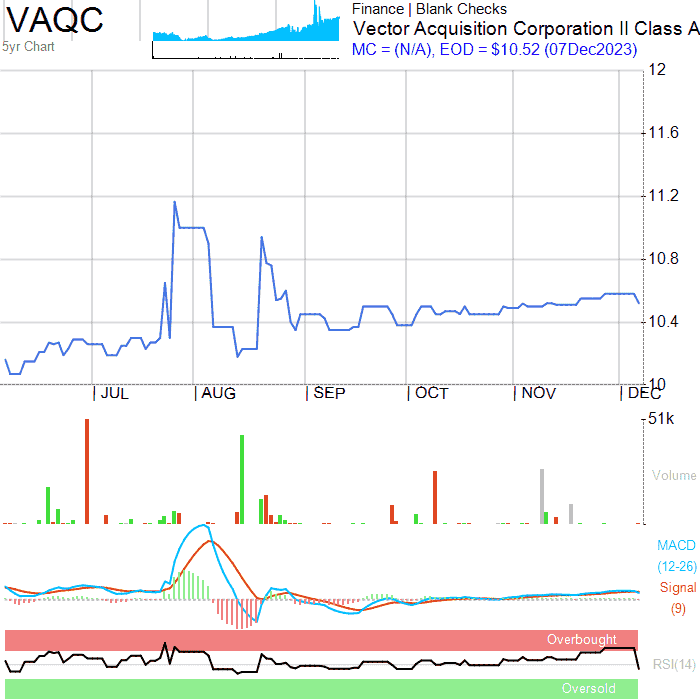 VAQC
5yr Chart
Finance | Blank Checks
Vector Acquisition Corporation II Class A
MC = (N/A), EOD = $10.52 (07Dec2023)
12
11.6
11.2
10.8
10.4
10
JUL AUG SEP OCT NOV DEC
51k
Volume
MACD
(12-26)
Signal
(9)
Overbought
RSI(14)
Oversold